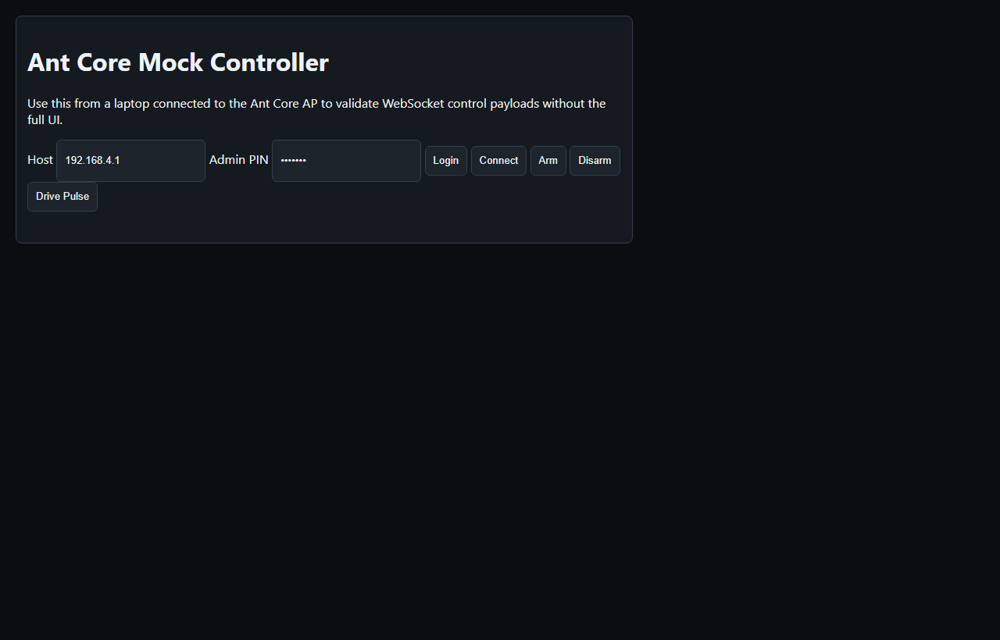 Ant Core Mock Controller
Use this from a laptop connected to the Ant Core AP to validate WebSocket control payloads without the
full UI.
Host 192.168.4.1 Admin PIN ••••••• Login Connect Arm Disarm
Drive Pulse